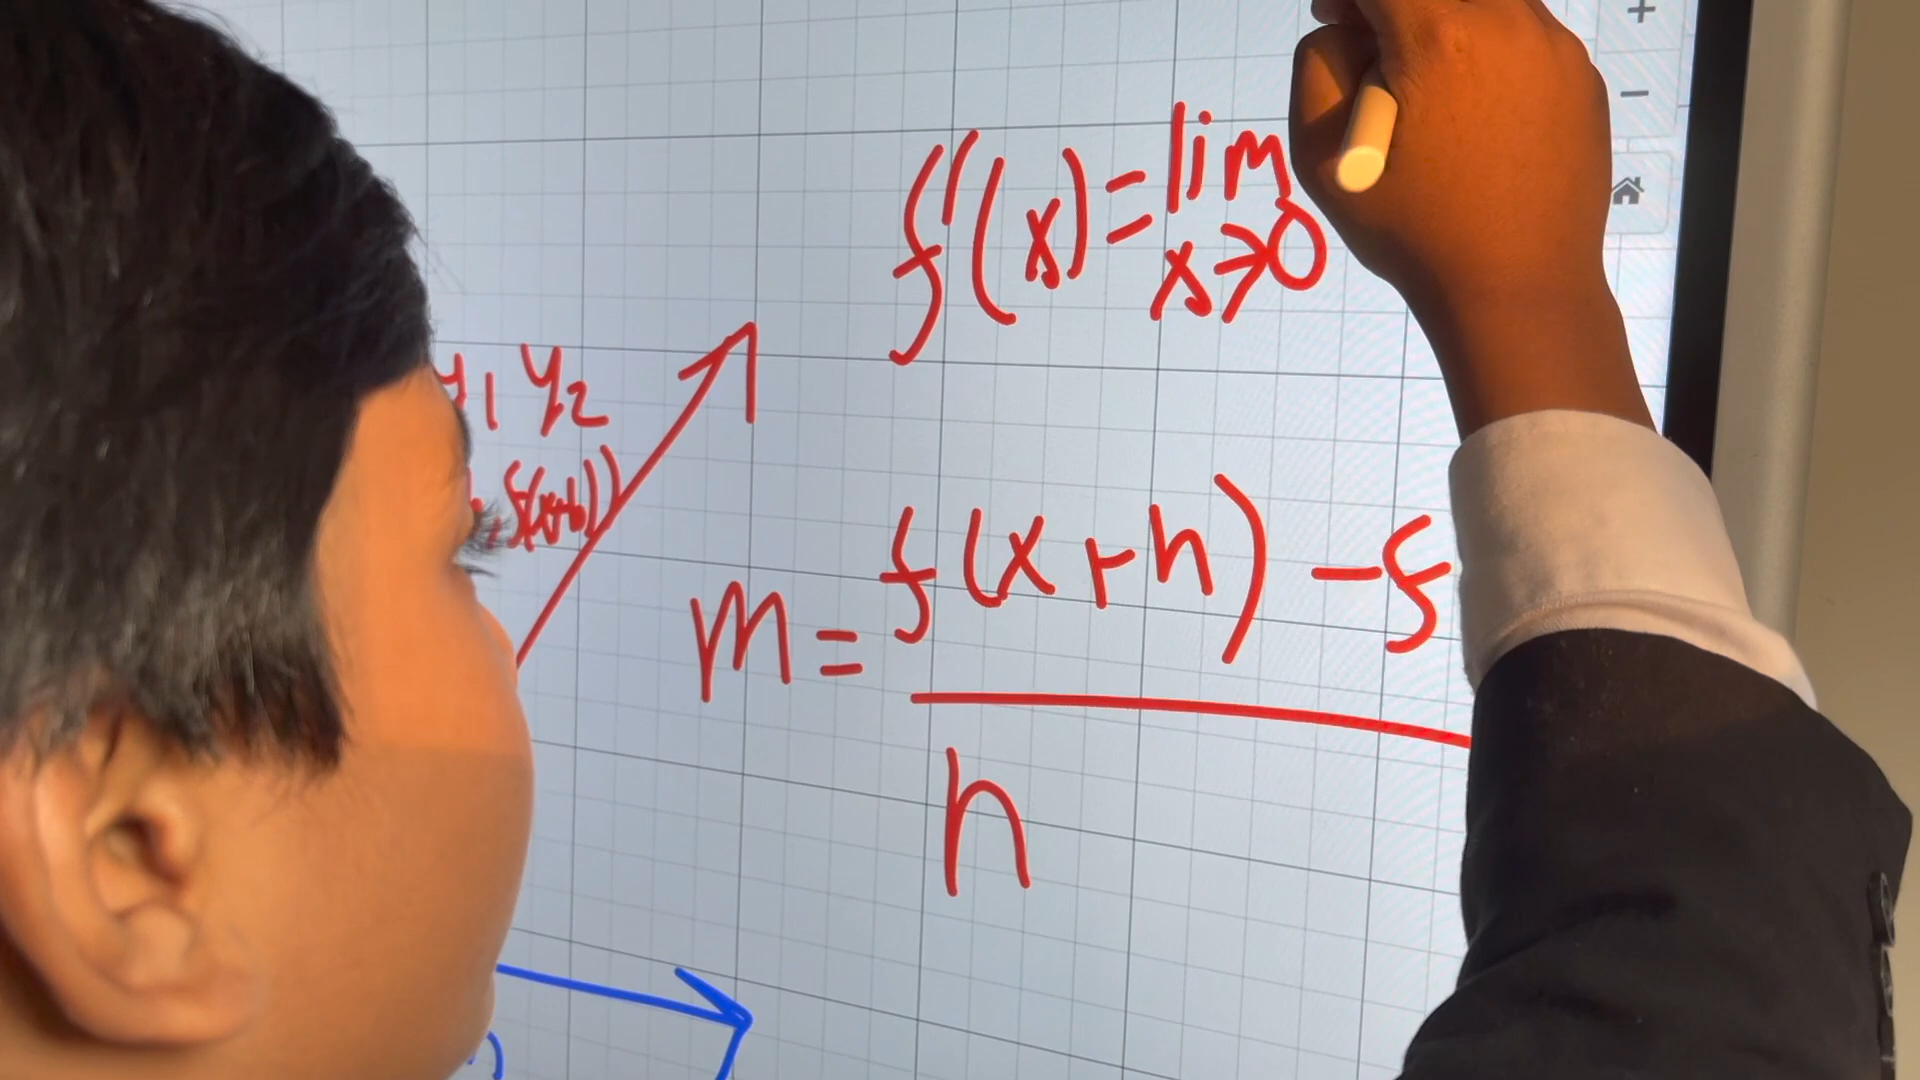 f'(x) = lim
x→0
y1 y2
, f(x+h))
m = f(x+h) - f
h